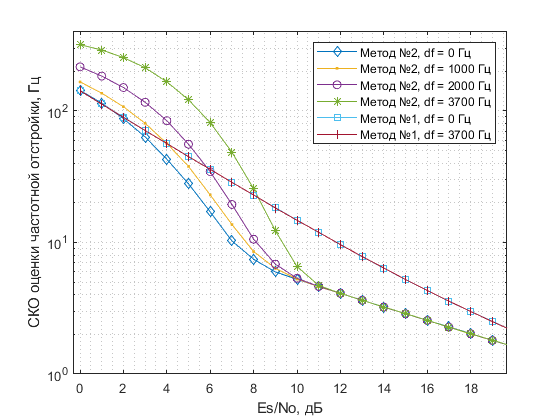 Метод №2, df = 0 Гц
Метод №2, df = 1000 Гц
Метод №2, df = 2000 Гц
Метод №2, df = 3700 Гц
Метод №1, df = 0 Гц
Метод №1, df = 3700 Гц
СКО оценки частотной отстройки, Гц
10²
10¹
10⁰
0 2 4 6 8 10 12 14 16 18
Es/No, дБ